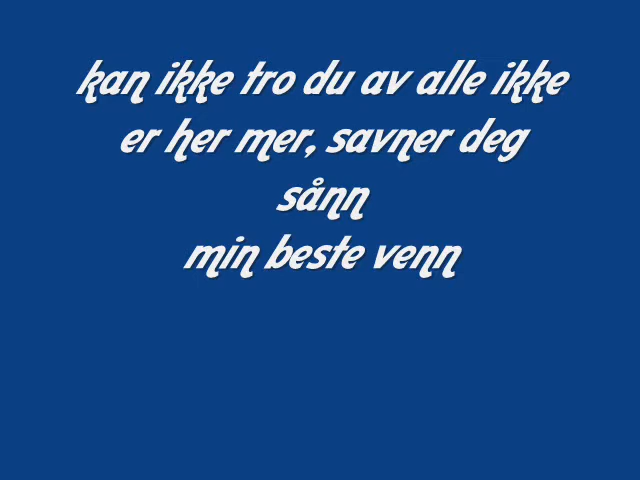 kan ikke tro du av alle ikke
er her mer, savner deg
sånn
min beste venn